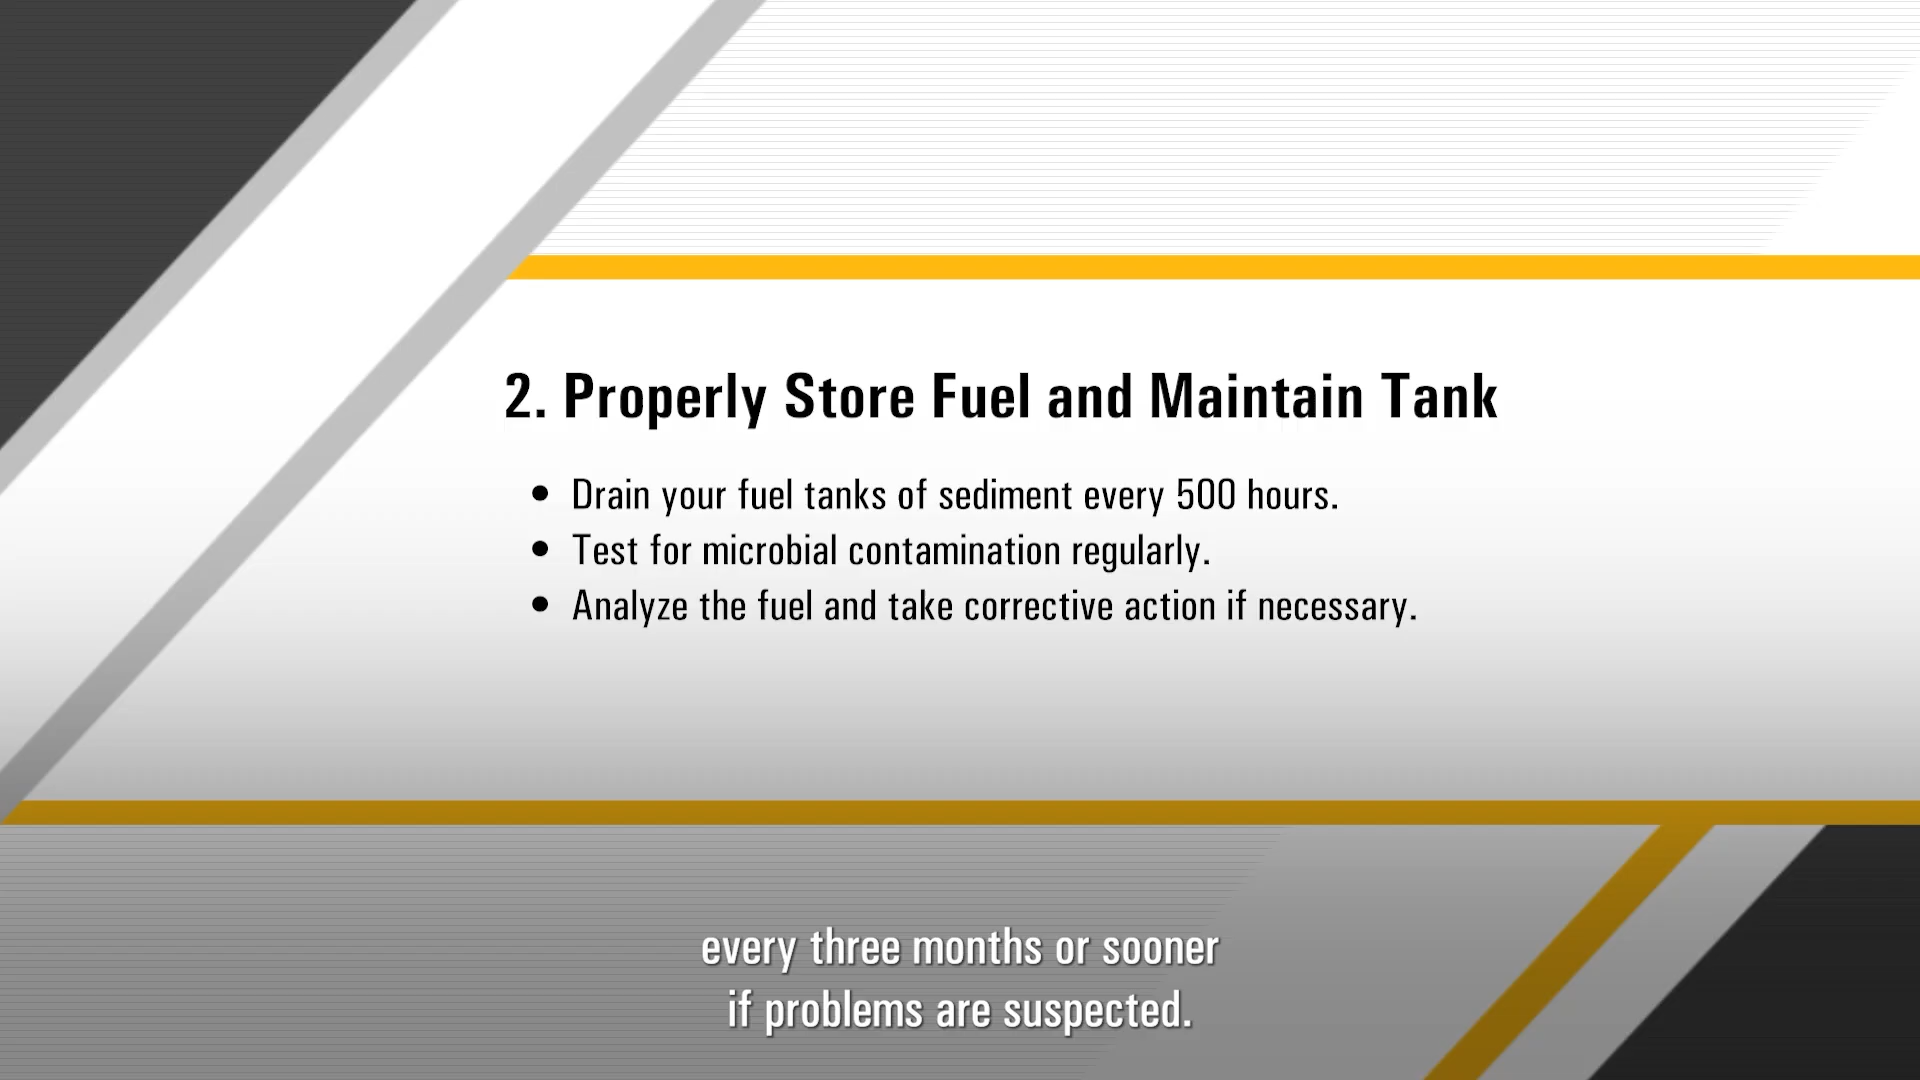 2. Properly Store Fuel and Maintain Tank
• Drain your fuel tanks of sediment every 500 hours.
• Test for microbial contamination regularly.
• Analyze the fuel and take corrective action if necessary.
every three months or sooner
if problems are suspected.